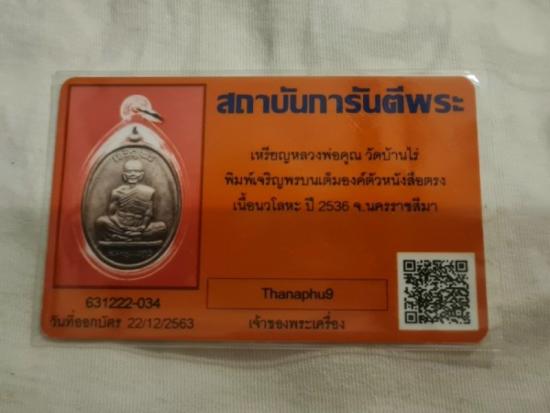 สถาบันการันตีพระ
เหรียญหลวงพ่อคูณ วัดบ้านไร่
พิมพ์เจริญพรบนเต็มองค์ตัวหนังสือตรง
เนื้อนวโลหะ ปี 2536 จ.นครราชสีมา
Thanaphu9
เจ้าของพระเครื่อง
631222-034
วันที่ออกบัตร 22/12/2563